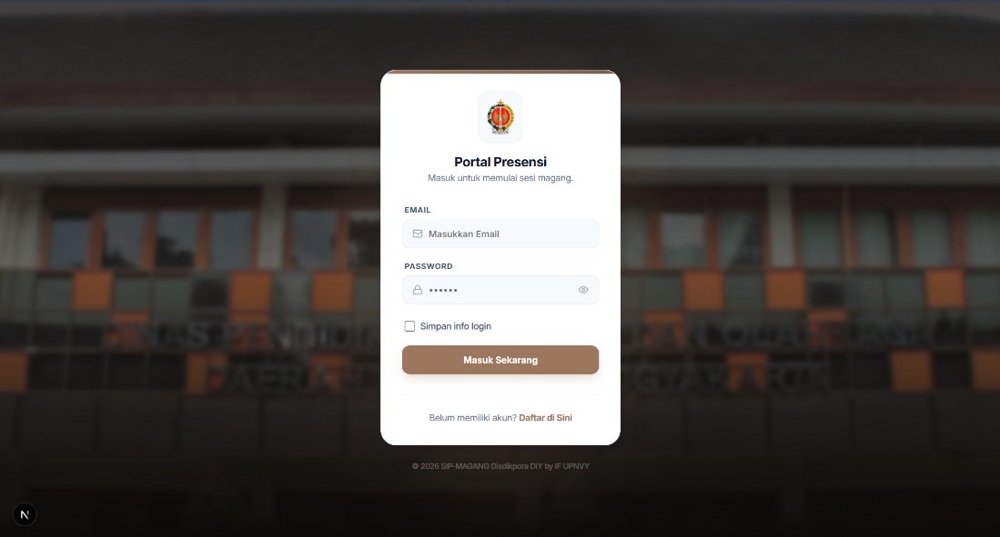 Portal Presensi
Masuk untuk memulai sesi magang.
EMAIL
Masukkan Email
PASSWORD
••••••
Simpan info login
Masuk Sekarang
Belum memiliki akun? Daftar di Sini
© 2026 SIP-MAGANG Disdikpora DIY by IF UPNVY
N